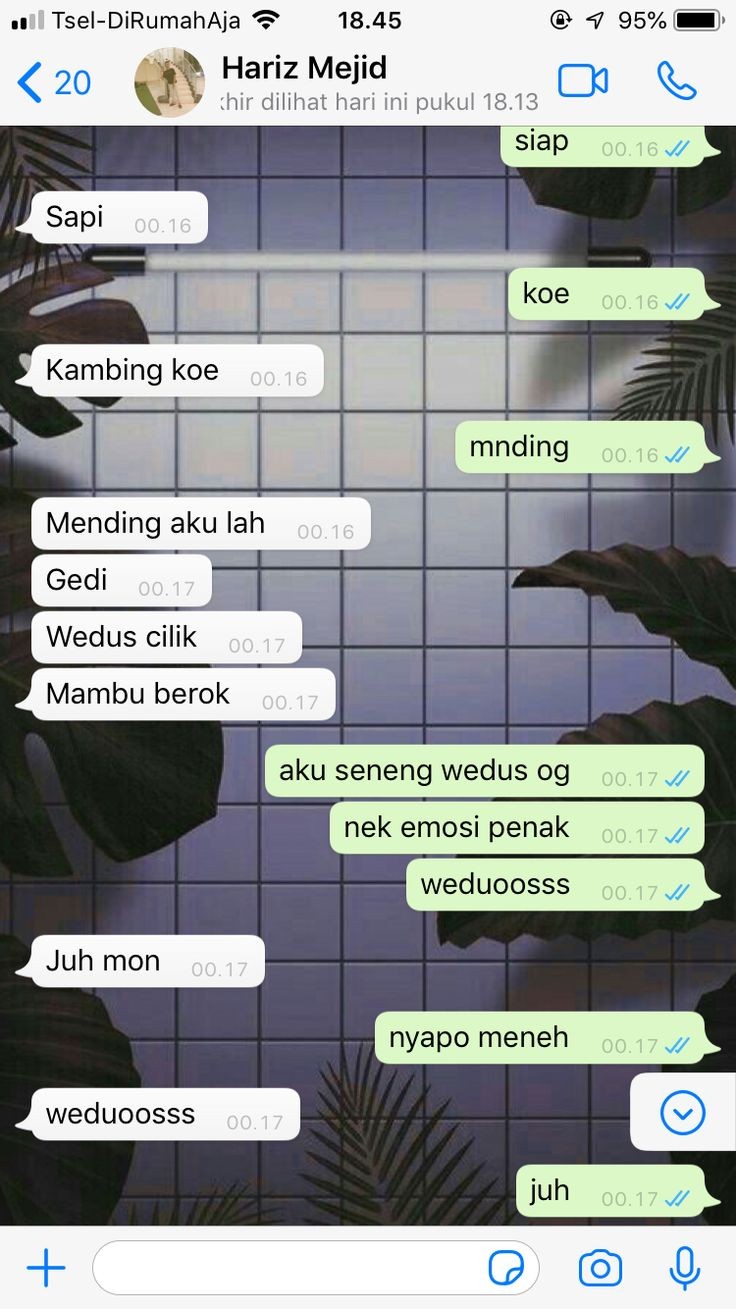 Tsel-DiRumahAja 18.45 95%
20 Hariz Mejid
khir dilihat hari ini pukul 18.13
siap 00.16
Sapi 00.16
koe 00.16
Kambing koe 00.16
mnding 00.16
Mending aku lah 00.16
Gedi 00.17
Wedus cilik 00.17
Mambu berok 00.17
aku seneng wedus og 00.17
nek emosi penak 00.17
weduoosss 00.17
Juh mon 00.17
nyapo meneh 00.17
weduoosss 00.17
juh 00.17